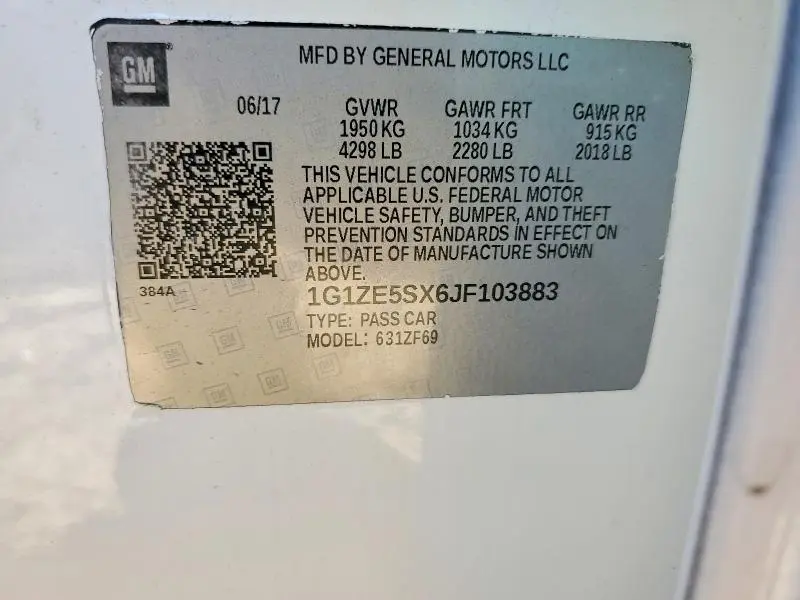 GM
MFD BY GENERAL MOTORS LLC
06/17 GVWR GAWR FRT GAWR RR
1950 KG 1034 KG 915 KG
4298 LB 2280 LB 2018 LB
THIS VEHICLE CONFORMS TO ALL
APPLICABLE U.S. FEDERAL MOTOR
VEHICLE SAFETY, BUMPER, AND THEFT
PREVENTION STANDARDS IN EFFECT ON
THE DATE OF MANUFACTURE SHOWN
ABOVE.
384A
1G1ZE5SX6JF103883
TYPE: PASS CAR
MODEL: 631ZF69